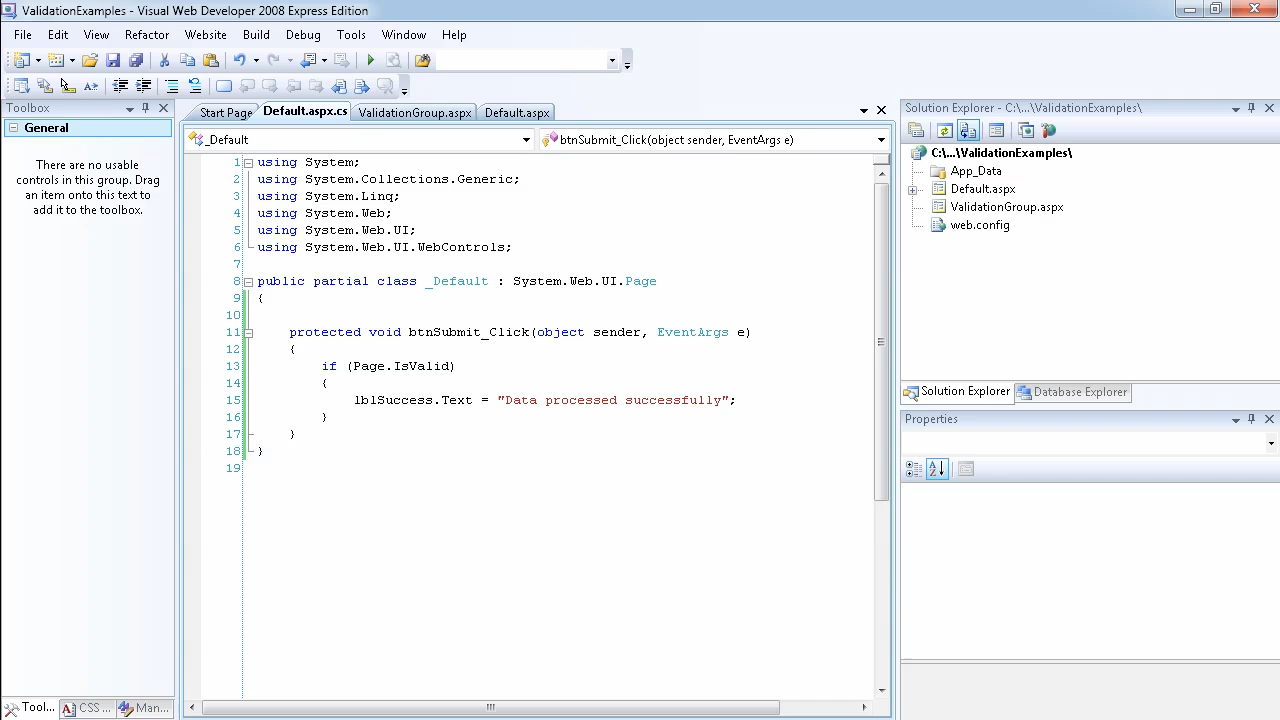 ValidationExamples - Visual Web Developer 2008 Express Edition
File Edit View Refactor Website Build Debug Tools Window Help
Toolbox
General
There are no usable
controls in this group. Drag
an item onto this text to
add it to the toolbox.
Tool... CSS ... Man...
Start Page Default.aspx.cs ValidationGroup.aspx Default.aspx
_Default btnSubmit_Click(object sender, EventArgs e)
1 using System;
2 using System.Collections.Generic;
3 using System.Linq;
4 using System.Web;
5 using System.Web.UI;
6 using System.Web.UI.WebControls;
7
8 public partial class _Default : System.Web.UI.Page
9 {
10
11 protected void btnSubmit_Click(object sender, EventArgs e)
12 {
13 if (Page.IsValid)
14 {
15 lblSuccess.Text = "Data processed successfully";
16 }
17 }
18 }
19
Solution Explorer - C:\...\ValidationExamples\
C:\...\ValidationExamples\
App_Data
Default.aspx
ValidationGroup.aspx
web.config
Solution Explorer Database Explorer
Properties